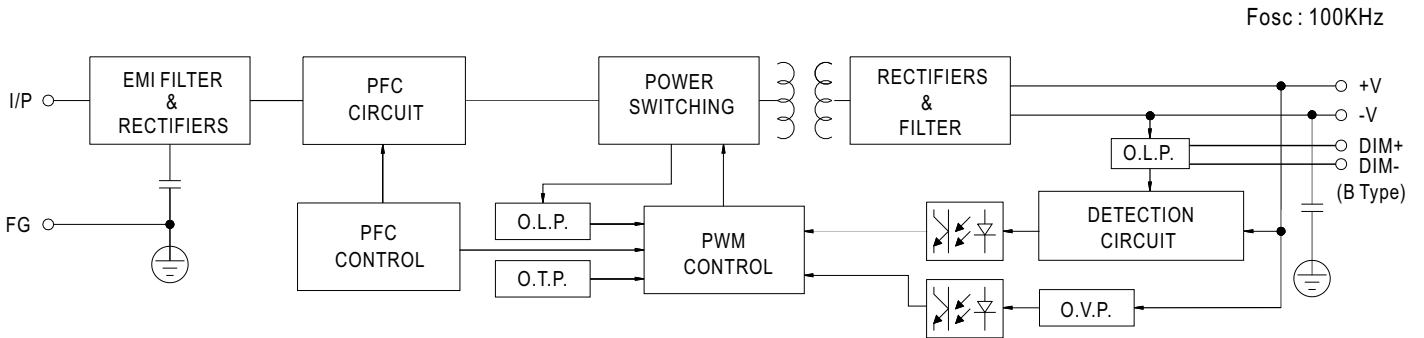 Fosc : 100KHz
I/P
EMI FILTER
&
RECTIFIERS
PFC
CIRCUIT
POWER
SWITCHING
RECTIFIERS
&
FILTER
+V
-V
O.L.P.
DIM+
DIM-
(B Type)
FG
PFC
CONTROL
O.L.P.
O.T.P.
PWM
CONTROL
DETECTION
CIRCUIT
O.V.P.